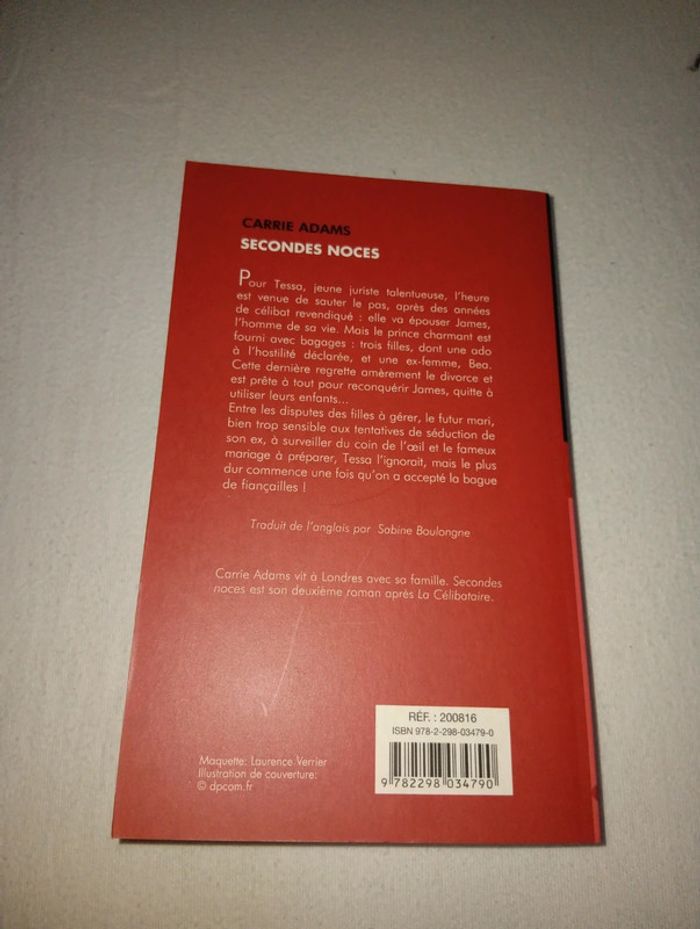 CARRIE ADAMS
SECONDES NOCES
Pour Tessa, jeune juriste talentueuse, l'heure
est venue de sauter le pas, après des années
de célibat revendiqué : elle va épouser James,
l'homme de sa vie. Mais le prince charmant est
fourni avec bagages : trois filles, dont une ado
à l'hostilité déclarée, et une ex-femme, Bea.
Cette dernière regrette amèrement le divorce et
est prête à tout pour reconquérir James, quitte à
utiliser leurs enfants...
Entre les disputes des filles à gérer, le futur mari,
bien trop sensible aux tentatives de séduction de
son ex, à surveiller du coin de l'œil et le fameux
mariage à préparer, Tessa l'ignorait, mais le plus
dur commence une fois qu'on a accepté la bague
de fiançailles !
Traduit de l'anglais par Sabine Boulongne
Carrie Adams vit à Londres avec sa famille. Secondes
noces est son deuxième roman après La Célibataire.
RÉF. : 200816
ISBN 978-2-298-03479-0
9 782298 034790
Maquette: Laurence Verrier
Illustration de couverture:
© dpcom.fr